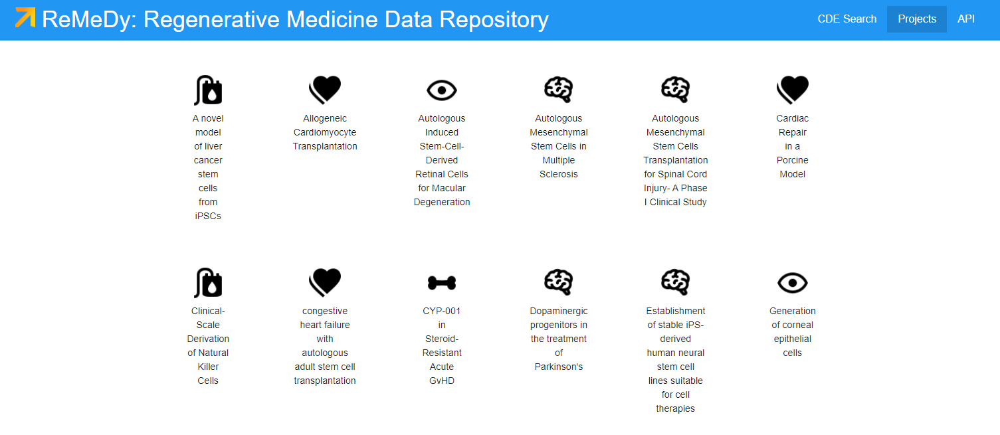 ReMeDy: Regenerative Medicine Data Repository
CDE Search
Projects
API
A novel
model
of liver
cancer
stem
cells
from
iPSCs
Allogeneic
Cardiomyocyte
Transplantation
Autologous
Induced
Stem-Cell-
Derived
Retinal Cells
for Macular
Degeneration
Autologous
Mesenchymal
Stem Cells in
Multiple
Sclerosis
Autologous
Mesenchymal
Stem Cells
Transplantation
for Spinal Cord
Injury- A Phase
I Clinical Study
Cardiac
Repair
in a
Porcine
Model
Clinical-
Scale
Derivation
of Natural
Killer
Cells
congestive
heart failure
with
autologous
adult stem cell
transplantation
CYP-001
in
Steroid-
Resistant
Acute
GvHD
Dopaminergic
progenitors in
the treatment
of
Parkinson's
Establishment
of stable iPS-
derived
human neural
stem cell
lines suitable
for cell
therapies
Generation
of corneal
epithelial
cells